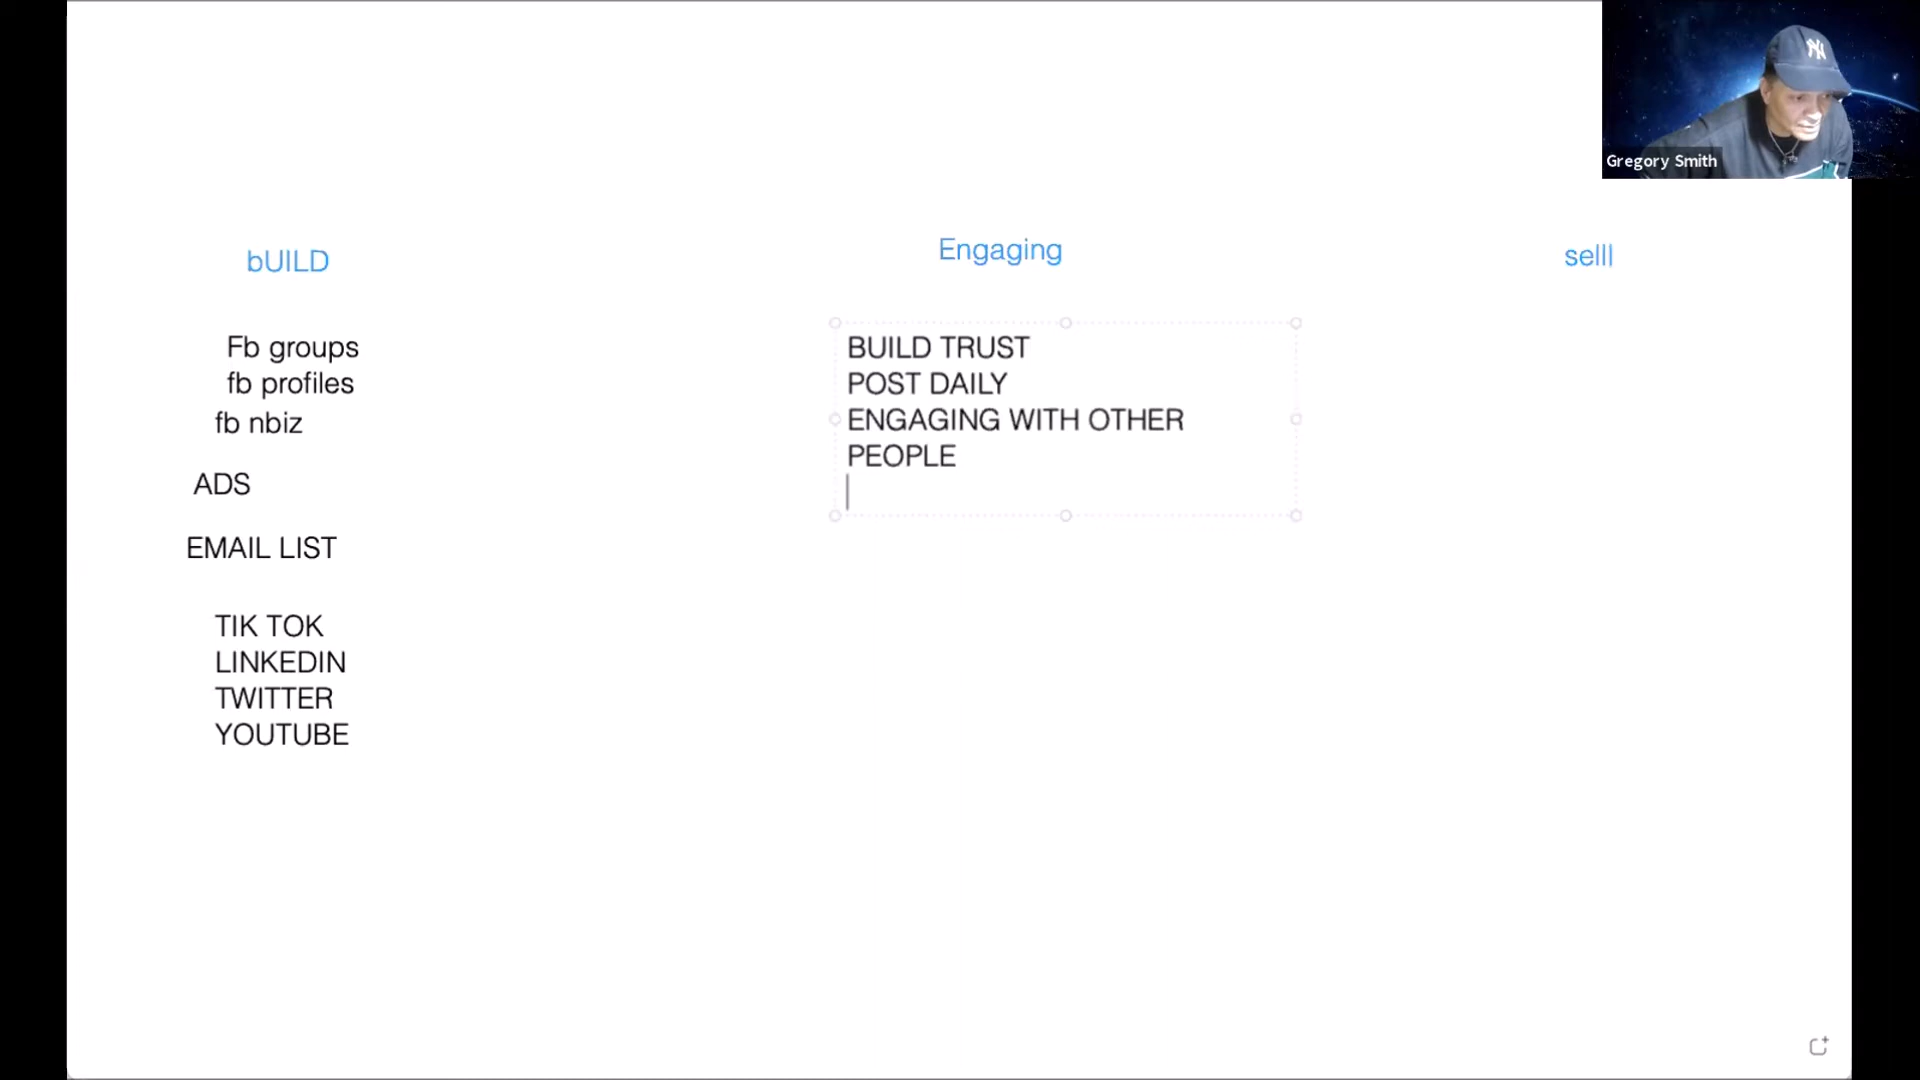 NY
Gregory Smith
bUILD
Fb groups
fb profiles
fb nbiz
ADS
EMAIL LIST
TIK TOK
LINKEDIN
TWITTER
YOUTUBE
Engaging
BUILD TRUST
POST DAILY
ENGAGING WITH OTHER
PEOPLE
selll